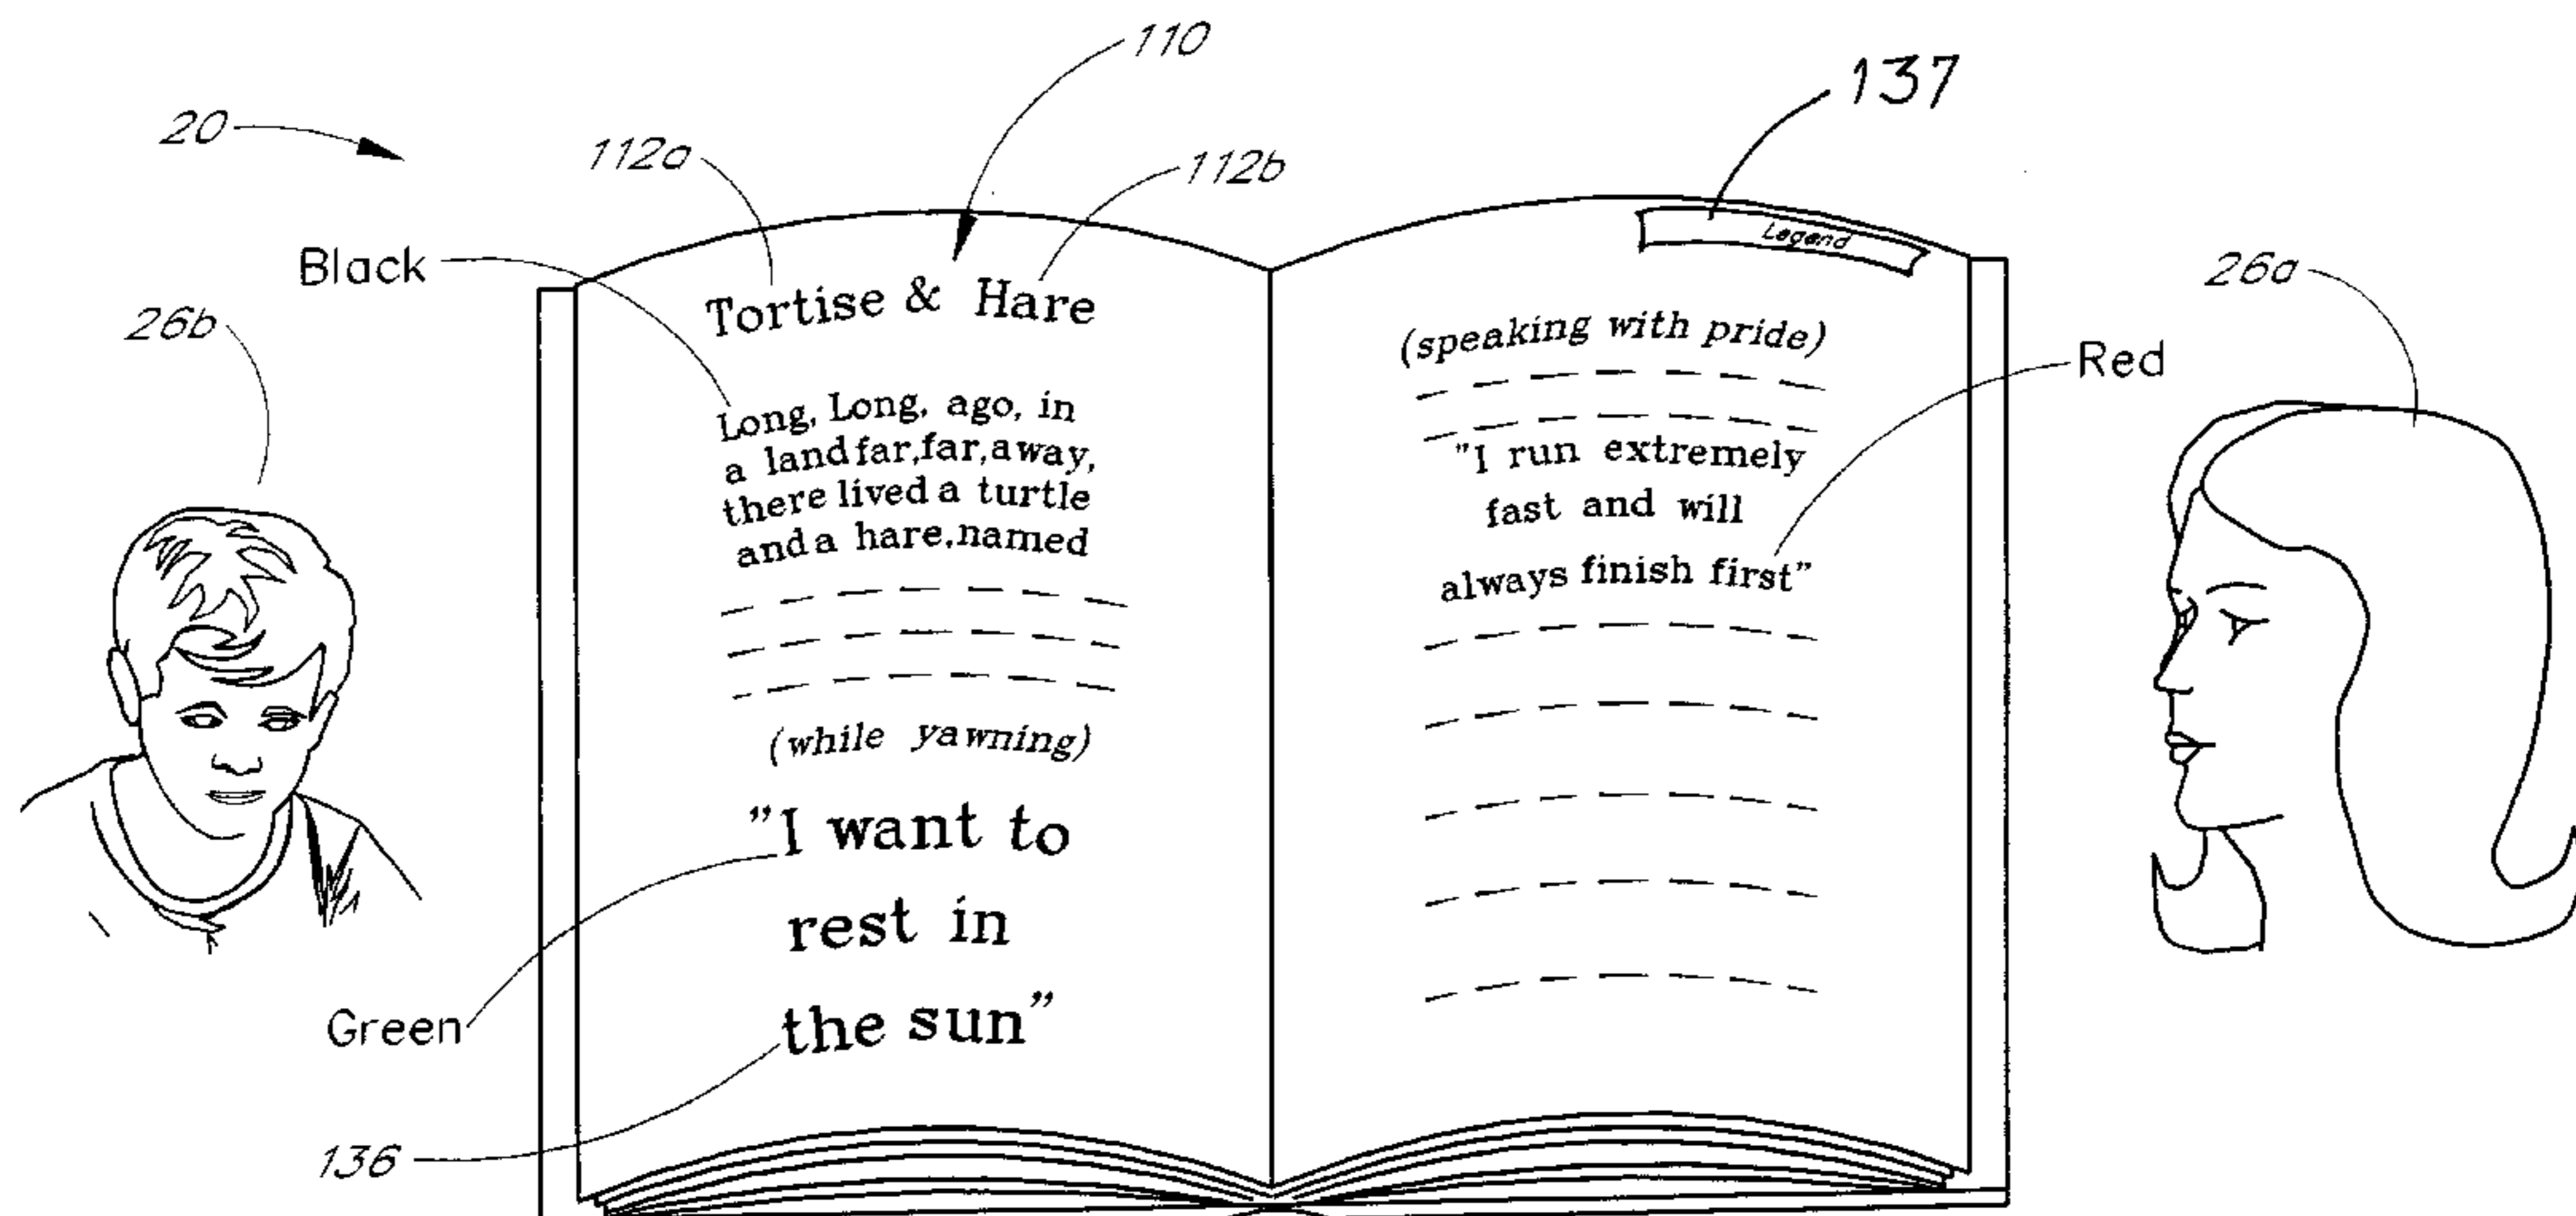 110
137
20
112a
112b
Black
Legend
26a
26b
Tortise & Hare
(speaking with pride)
Red
Long, Long, ago, in
a land far,far,away,
there lived a turtle
and a hare,named
"I run extremely
fast and will
always finish first"
(while yawning)
"I want to
rest in
the sun"
Green
136